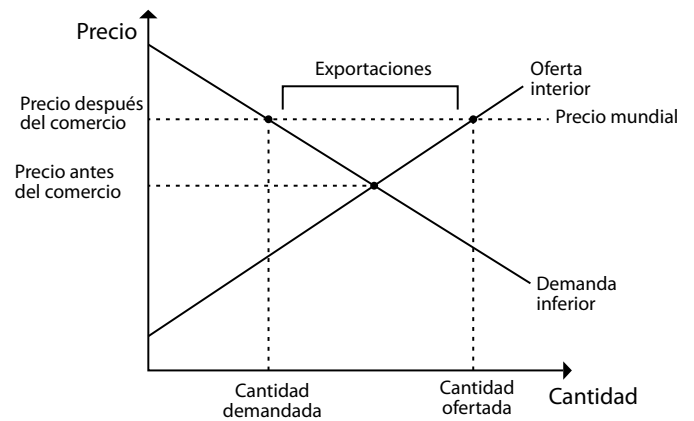 Precio
Exportaciones
Oferta
interior
Precio después
del comercio
Precio mundial
Precio antes
del comercio
Demanda
inferior
Cantidad
demandada
Cantidad
ofertada
Cantidad